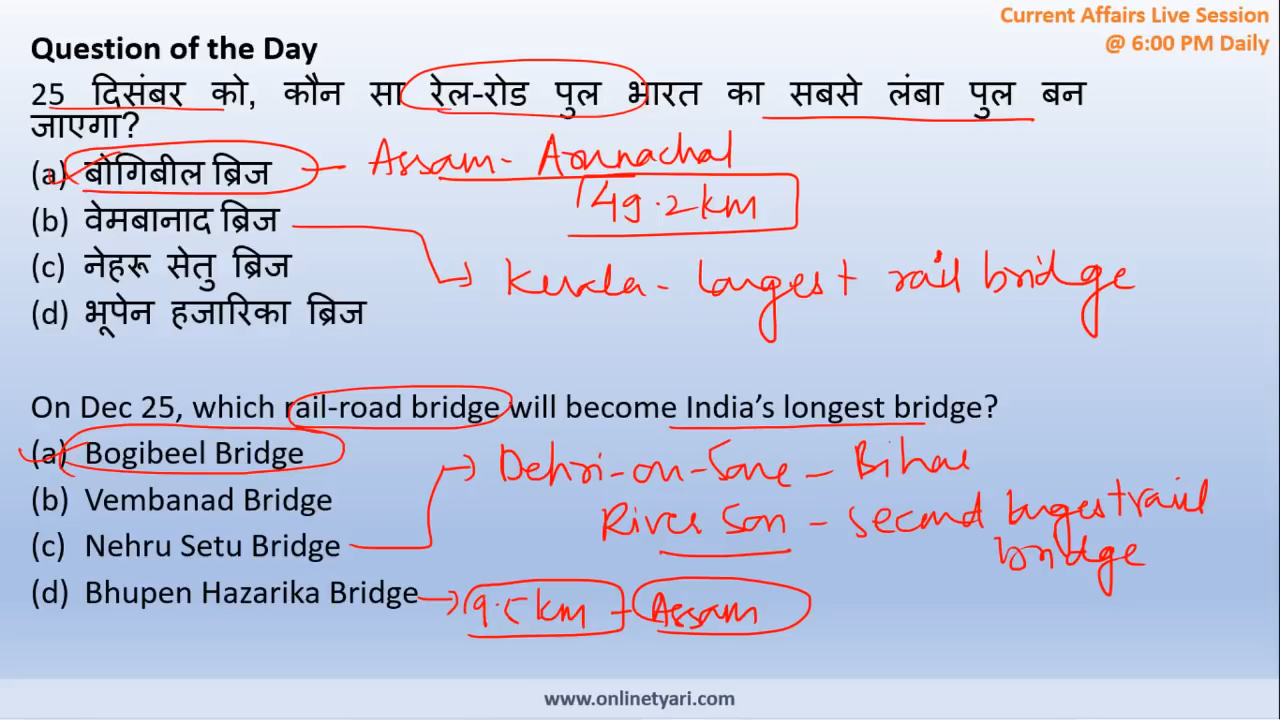 Current Affairs Live Session
@ 6:00 PM Daily
Question of the Day
25 दिसंबर को, कौन सा रेल-रोड पुल भारत का सबसे लंबा पुल बन
जाएगा?
(a) बोगिबील ब्रिज
Assam - Arunachal
(b) वेमबानाद ब्रिज
49.2km
(c) नेहरू सेतु ब्रिज
Kerala - longest rail bridge
(d) भूपेन हजारिका ब्रिज
On Dec 25, which rail-road bridge will become India's longest bridge?
(a) Bogibeel Bridge
Dehri-on-Sone - Bihar
(b) Vembanad Bridge
River Son - second longest rail
bridge
(c) Nehru Setu Bridge
(d) Bhupen Hazarika Bridge
9.5 km - Assam
www.onlinetyari.com